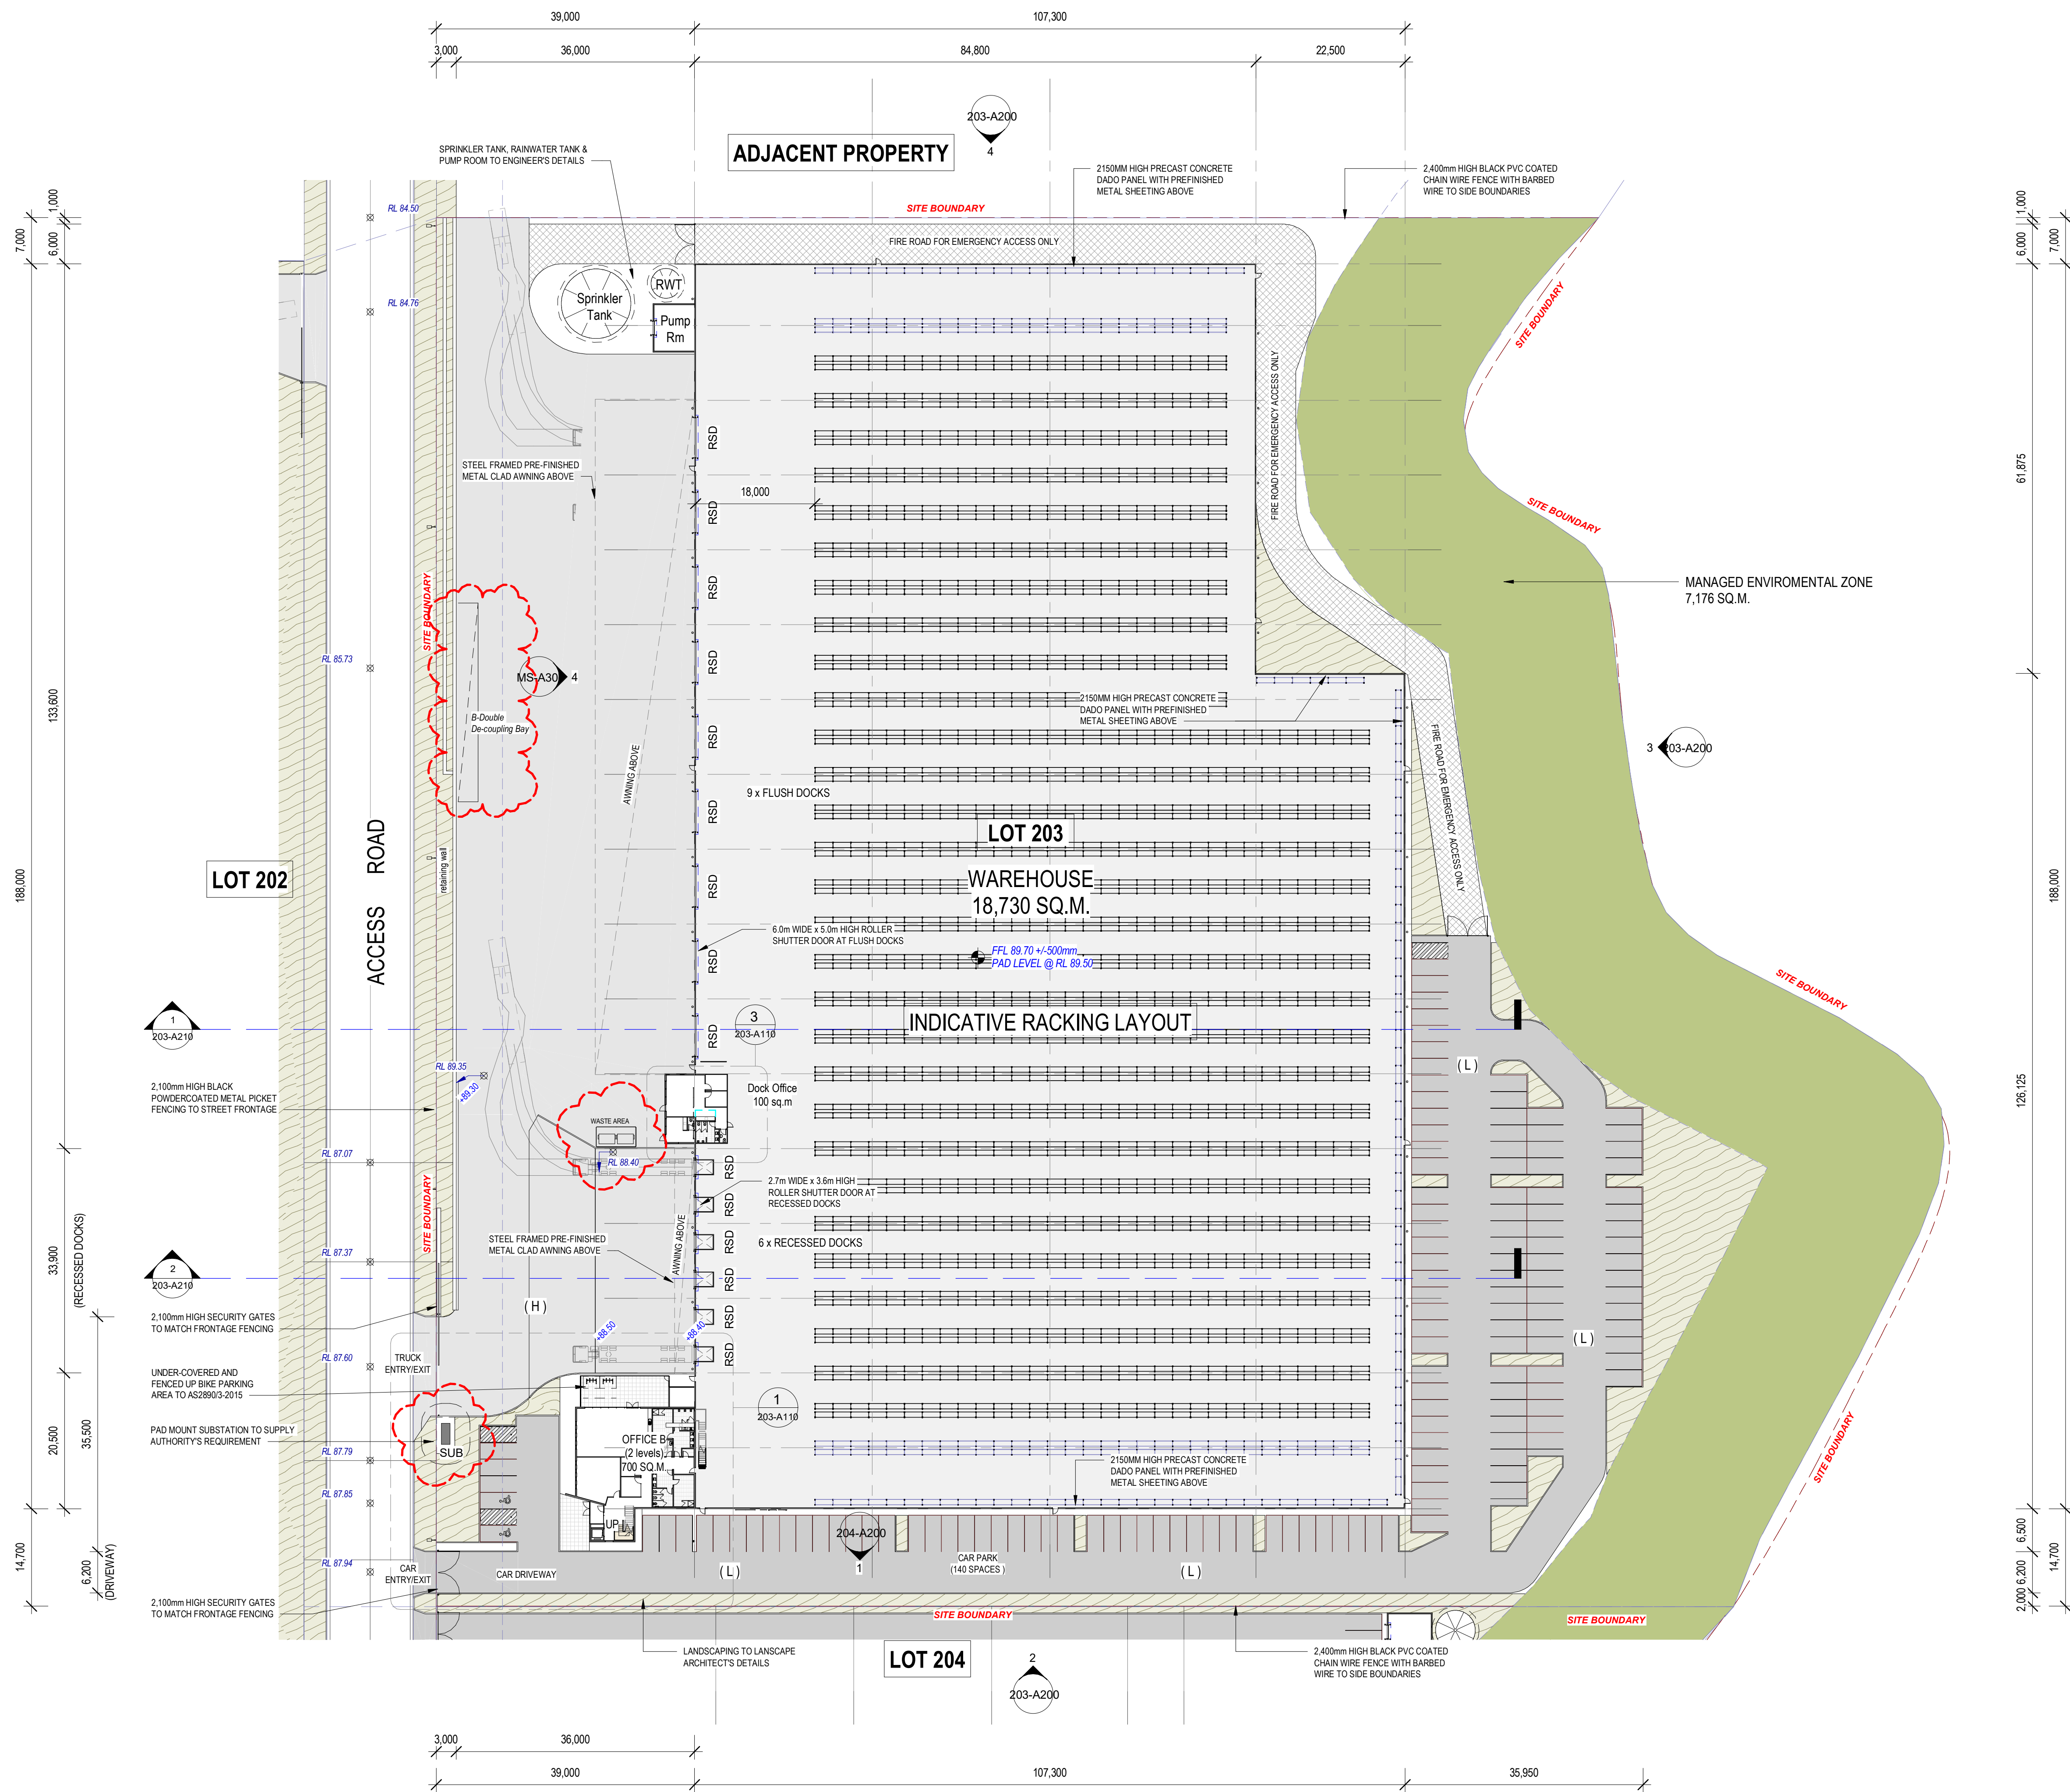 39,000
107,300
3,000
36,000
84,800
22,500
203-A200
4
ADJACENT PROPERTY
SPRINKLER TANK, RAINWATER TANK &
PUMP ROOM TO ENGINEER'S DETAILS
2150MM HIGH PRECAST CONCRETE
DADO PANEL WITH PREFINISHED
METAL SHEETING ABOVE
2,400mm HIGH BLACK PVC COATED
CHAIN WIRE FENCE WITH BARBED
WIRE TO SIDE BOUNDARIES
1,000
6,000
7,000
1,000
6,000
7,000
RL 84.50
SITE BOUNDARY
FIRE ROAD FOR EMERGENCY ACCESS ONLY
Sprinkler
Tank
RWT
Pump
Rm
RL 84.76
SITE BOUNDARY
FIRE ROAD FOR EMERGENCY ACCESS ONLY
RSD
STEEL FRAMED PRE-FINISHED
METAL CLAD AWNING ABOVE
18,000
RSD
SITE BOUNDARY
61,875
RSD
SITE BOUNDARY
MANAGED ENVIROMENTAL ZONE
7,176 SQ.M.
RL 85.73
RSD
MS-A30
4
133,600
B-Double
De-coupling Bay
2150MM HIGH PRECAST CONCRETE
DADO PANEL WITH PREFINISHED
METAL SHEETING ABOVE
RSD
3
203-A200
FIRE ROAD FOR EMERGENCY ACCESS ONLY
AWNING ABOVE
9 x FLUSH DOCKS
RSD
LOT 203
ACCESS ROAD
retaining wall
LOT 202
188,000
188,000
RSD
WAREHOUSE
18,730 SQ.M.
6.0m WIDE x 5.0m HIGH ROLLER
SHUTTER DOOR AT FLUSH DOCKS
RSD
FFL 89.70 +/-500mm
PAD LEVEL @ RL 89.50
SITE BOUNDARY
1
203-A210
3
203-A110
RSD
INDICATIVE RACKING LAYOUT
( L )
RL 89.35
+89.30
2,100mm HIGH BLACK
POWDERCOATED METAL PICKET
FENCING TO STREET FRONTAGE
Dock Office
100 sq.m
126,125
WASTE AREA
RL 87.07
RL 88.40
RSD
2.7m WIDE x 3.6m HIGH
ROLLER SHUTTER DOOR AT
RECESSED DOCKS
RSD
SITE BOUNDARY
33,900
(RECESSED DOCKS)
STEEL FRAMED PRE-FINISHED
METAL CLAD AWNING ABOVE
AWNING ABOVE
6 x RECESSED DOCKS
RSD
RL 87.37
2
203-A210
RSD
( H )
2,100mm HIGH SECURITY GATES
TO MATCH FRONTAGE FENCING
RSD
+88.50
+88.40
( L )
RL 87.60
TRUCK
ENTRY/EXIT
RSD
UNDER-COVERED AND
FENCED UP BIKE PARKING
AREA TO AS2890/3-2015
1
203-A110
PAD MOUNT SUBSTATION TO SUPPLY
AUTHORITY'S REQUIREMENT
SUB
20,500
35,500
OFFICE B
(2 levels)
700 SQ.M.
RL 87.79
SITE BOUNDARY
2150MM HIGH PRECAST CONCRETE
DADO PANEL WITH PREFINISHED
METAL SHEETING ABOVE
RL 87.85
UP
204-A200
1
RL 87.94
CAR
ENTRY/EXIT
CAR DRIVEWAY
( L )
CAR PARK
(140 SPACES )
( L )
14,700
6,200
(DRIVEWAY)
6,500
6,200
2,000
14,700
2,100mm HIGH SECURITY GATES
TO MATCH FRONTAGE FENCING
SITE BOUNDARY
SITE BOUNDARY
LANDSCAPING TO LANSCAPE
ARCHITECT'S DETAILS
LOT 204
2
203-A200
2,400mm HIGH BLACK PVC COATED
CHAIN WIRE FENCE WITH BARBED
WIRE TO SIDE BOUNDARIES
3,000
36,000
39,000
107,300
35,950